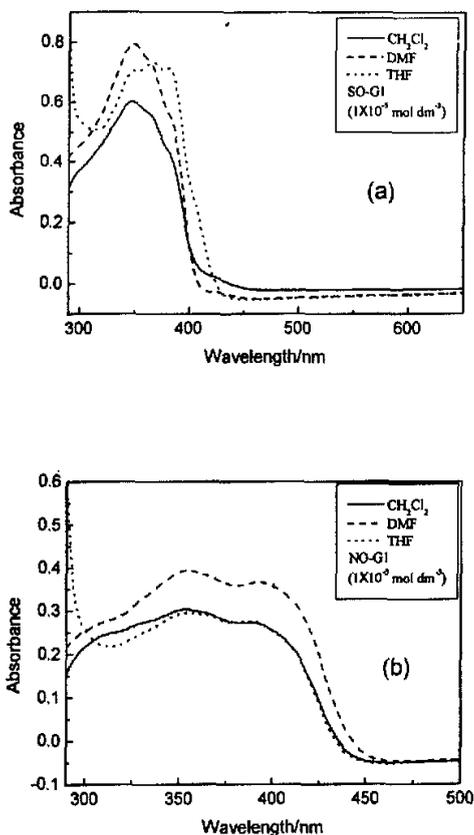 0.8
0.6
0.4
0.2
0.0
Absorbance
CH₂Cl₂
DMF
THF
SO-GI
(1X10⁻⁵ mol dm⁻³)
(a)
300
400
500
600
Wavelength/nm
0.6
0.5
0.4
0.3
0.2
0.1
0.0
-0.1
Absorbance
CH₂Cl₂
DMF
THF
NO-GI
(1X10⁻⁵ mol dm⁻³)
(b)
300
350
400
450
500
Wavelength/nm